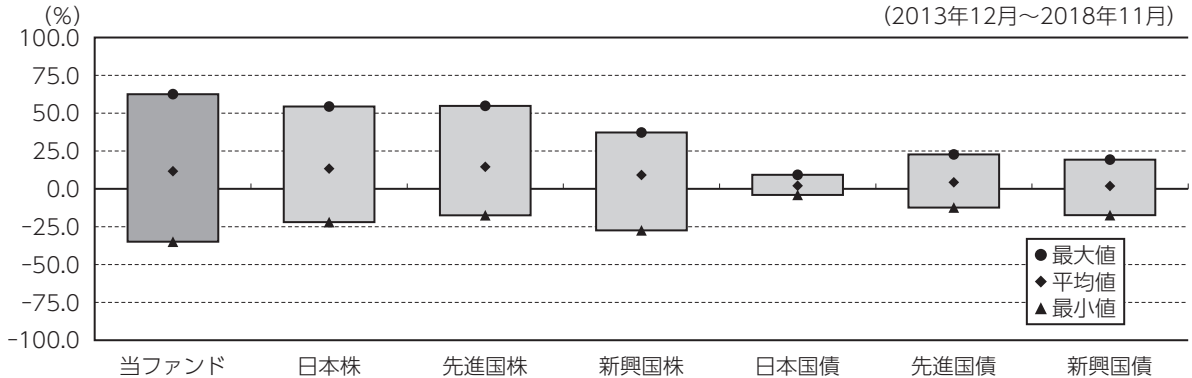 (%)
(2013年12月～2018年11月)
100.0
75.0
50.0
25.0
0.0
-25.0
-50.0
-75.0
-100.0
●最大値
◆平均値
▲最小値
当ファンド 日本株 先進国株 新興国株 日本国債 先進国債 新興国債